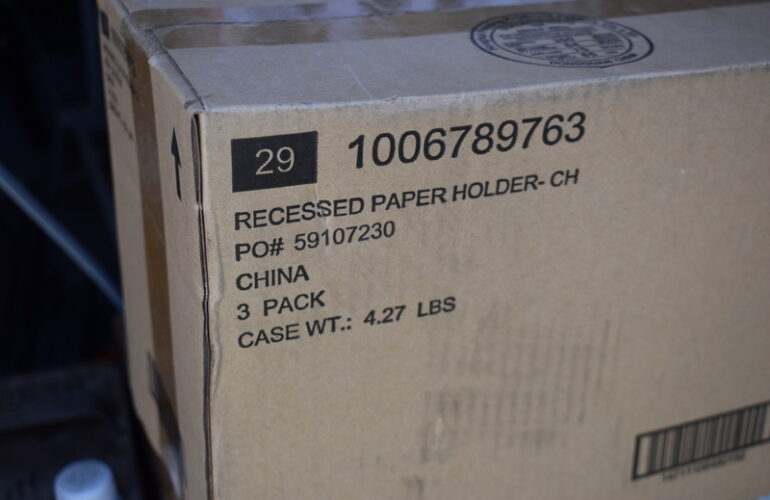 29 1006789763
RECESSED PAPER HOLDER- CH
PO# 59107230
CHINA
3 PACK
CASE WT.: 4.27 LBS